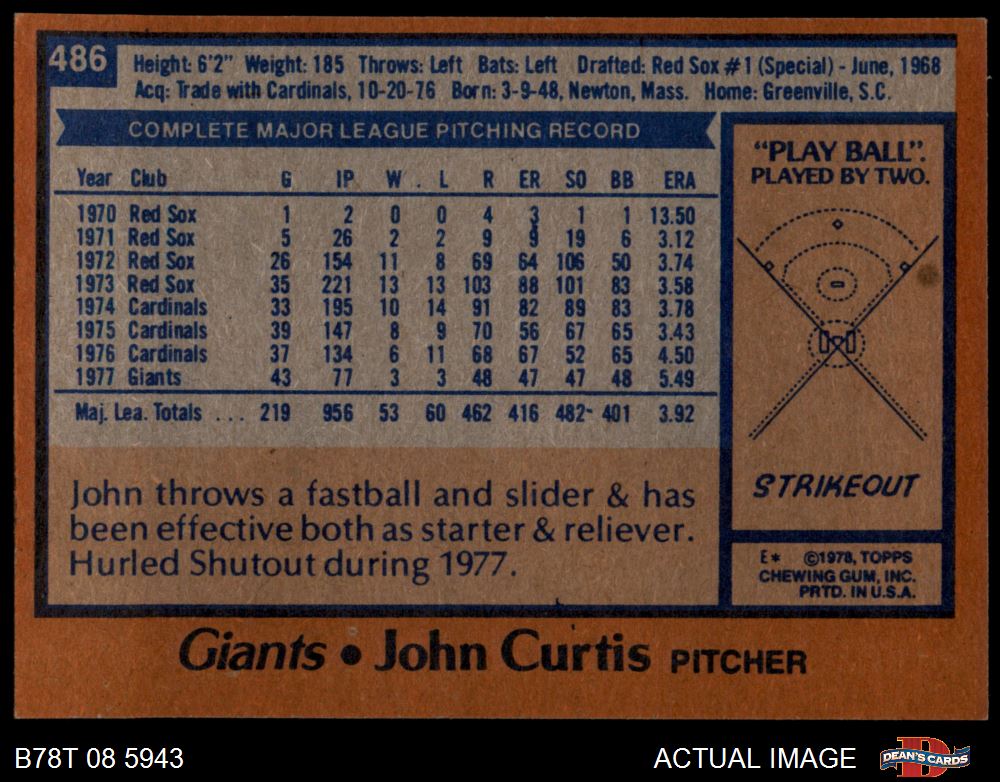 486
Height: 6'2" Weight: 185 Throws: Left Bats: Left Drafted: Red Sox #1 (Special) - June, 1968
Acq: Trade with Cardinals, 10-20-76 Born: 3-9-48, Newton, Mass. Home: Greenville, S.C.
COMPLETE MAJOR LEAGUE PITCHING RECORD
Year Club G IP W . L R ER SO BB ERA
1970 Red Sox 1 2 0 0 4 3 1 1 13.50
1971 Red Sox 5 26 2 2 9 9 19 6 3.12
1972 Red Sox 26 154 11 8 69 64 106 50 3.74
1973 Red Sox 35 221 13 13 103 88 101 83 3.58
1974 Cardinals 33 195 10 14 91 82 89 83 3.78
1975 Cardinals 39 147 8 9 70 56 67 65 3.43
1976 Cardinals 37 134 6 11 68 67 52 65 4.50
1977 Giants 43 77 3 3 48 47 47 48 5.49
Maj. Lea. Totals ... 219 956 53 60 462 416 482 401 3.92
John throws a fastball and slider & has
been effective both as starter & reliever.
Hurled Shutout during 1977.
"PLAY BALL".
PLAYED BY TWO.
STRIKEOUT
E* ©1978, TOPPS
CHEWING GUM, INC.
PRTD. IN U.S.A.
Giants • John Curtis PITCHER
B78T 08 5943
ACTUAL IMAGE
DEAN'S CARDS